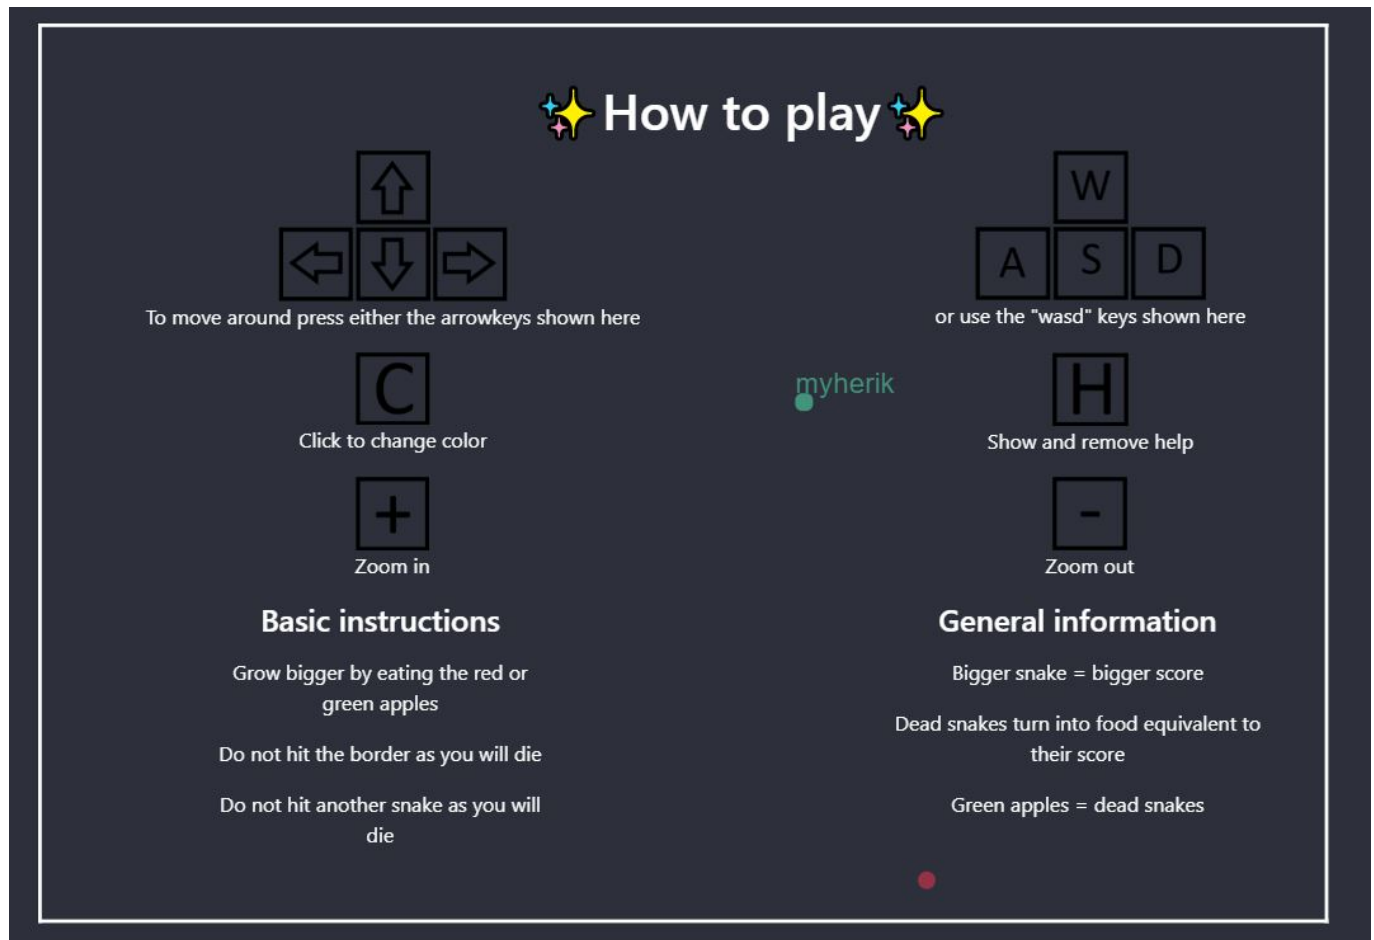 How to play
W
A S D
To move around press either the arrowkeys shown here
or use the "wasd" keys shown here
C
Click to change color
myherik
H
Show and remove help
+
Zoom in
-
Zoom out
Basic instructions
Grow bigger by eating the red or
green apples
Do not hit the border as you will die
Do not hit another snake as you will
die
General information
Bigger snake = bigger score
Dead snakes turn into food equivalent to
their score
Green apples = dead snakes